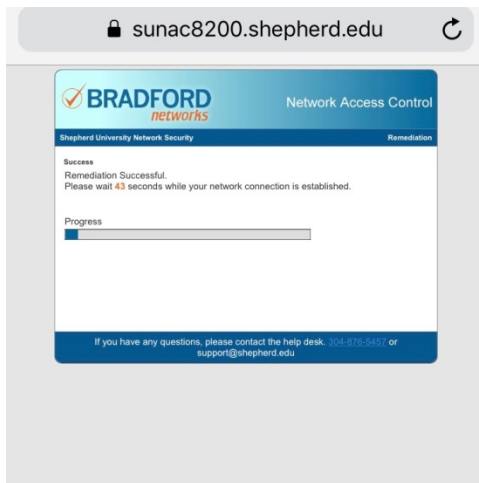 sunac8200.shepherd.edu
BRADFORD
networks
Network Access Control
Shepherd University Network Security
Remediation
Success
Remediation Successful.
Please wait 43 seconds while your network connection is established.
Progress
If you have any questions, please contact the help desk. 304-876-5457 or
support@shepherd.edu